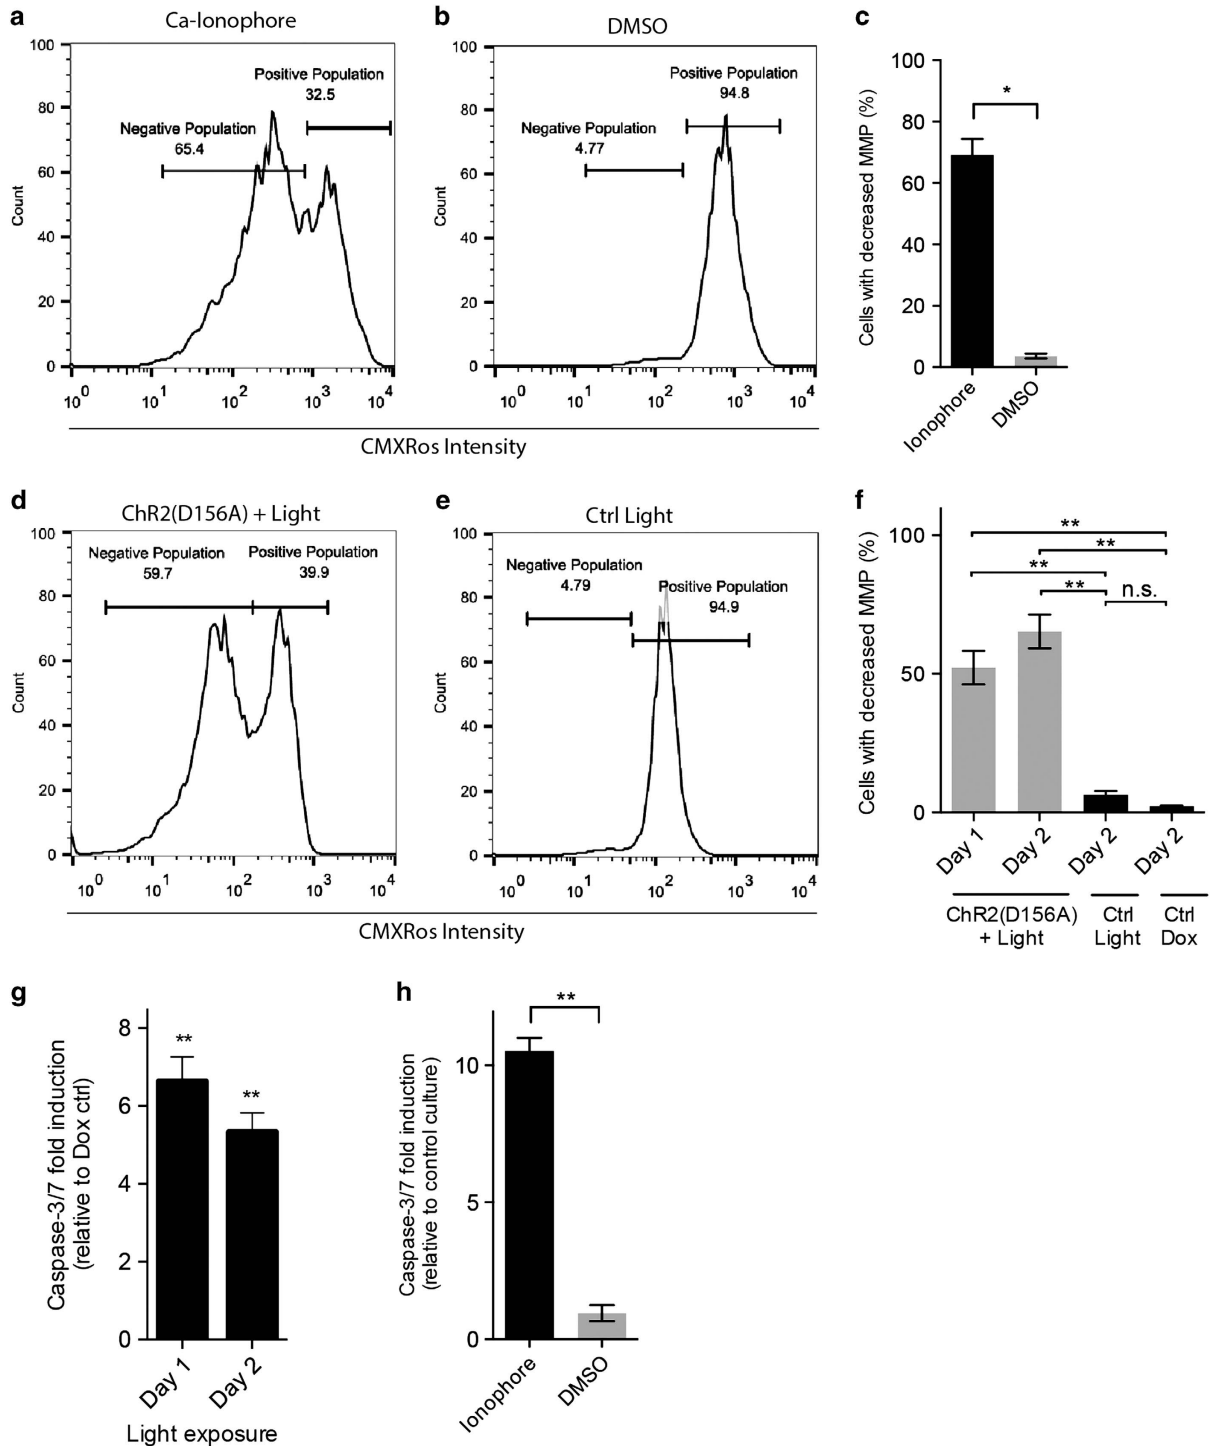 a
Ca-Ionophore
Positive Population
32.5
Negative Population
65.4
100
80
60
40
20
0
Count
10^0 10^1 10^2 10^3 10^4
b
DMSO
Positive Population
94.8
Negative Population
4.77
100
80
60
40
20
0
Count
10^0 10^1 10^2 10^3 10^4
CMXRos Intensity
c
Cells with decreased MMP (%)
100
80
60
40
20
0
*
Ionophore
DMSO
d
ChR2(D156A) + Light
Negative Population
59.7
Positive Population
39.9
100
80
60
40
20
0
Count
10^0 10^1 10^2 10^3 10^4
e
Ctrl Light
Negative Population
4.79
Positive Population
94.9
100
80
60
40
20
0
Count
10^0 10^1 10^2 10^3 10^4
CMXRos Intensity
f
Cells with decreased MMP (%)
100
50
0
**
**
**
**
n.s.
Day 1
Day 2
Day 2
Day 2
ChR2(D156A)
+ Light
Ctrl
Light
Ctrl
Dox
g
Caspase-3/7 fold induction
(relative to Dox ctrl)
8
6
4
2
0
**
**
Day 1
Day 2
Light exposure
h
Caspase-3/7 fold induction
(relative to control culture)
10
5
0
**
Ionophore
DMSO